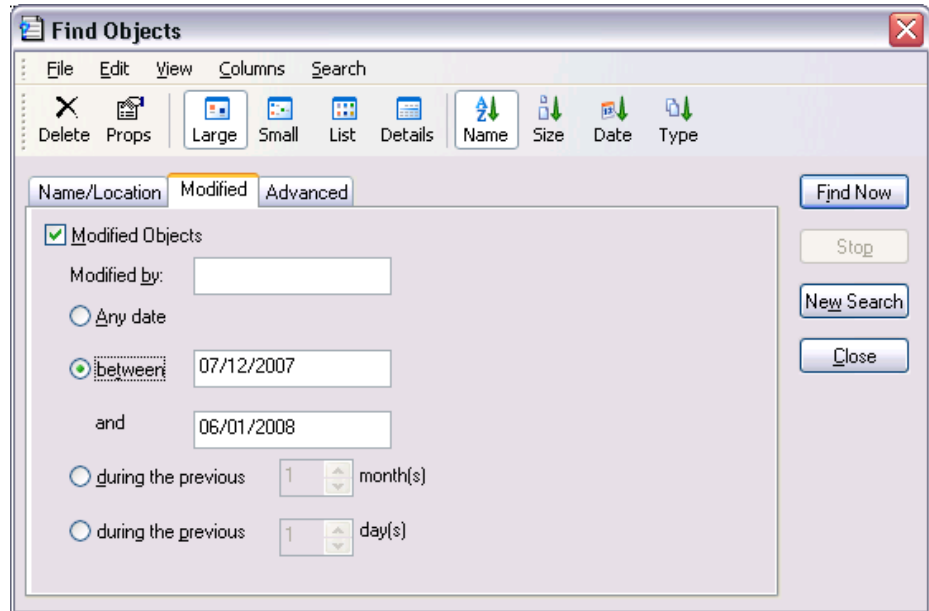 Find Objects
File Edit View Columns Search
Delete Props Large Small List Details Name Size Date Type
Name/Location Modified Advanced
Find Now
Modified Objects
Stop
Modified by:
New Search
Any date
Close
between 07/12/2007
and 06/01/2008
during the previous 1 month(s)
during the previous 1 day(s)